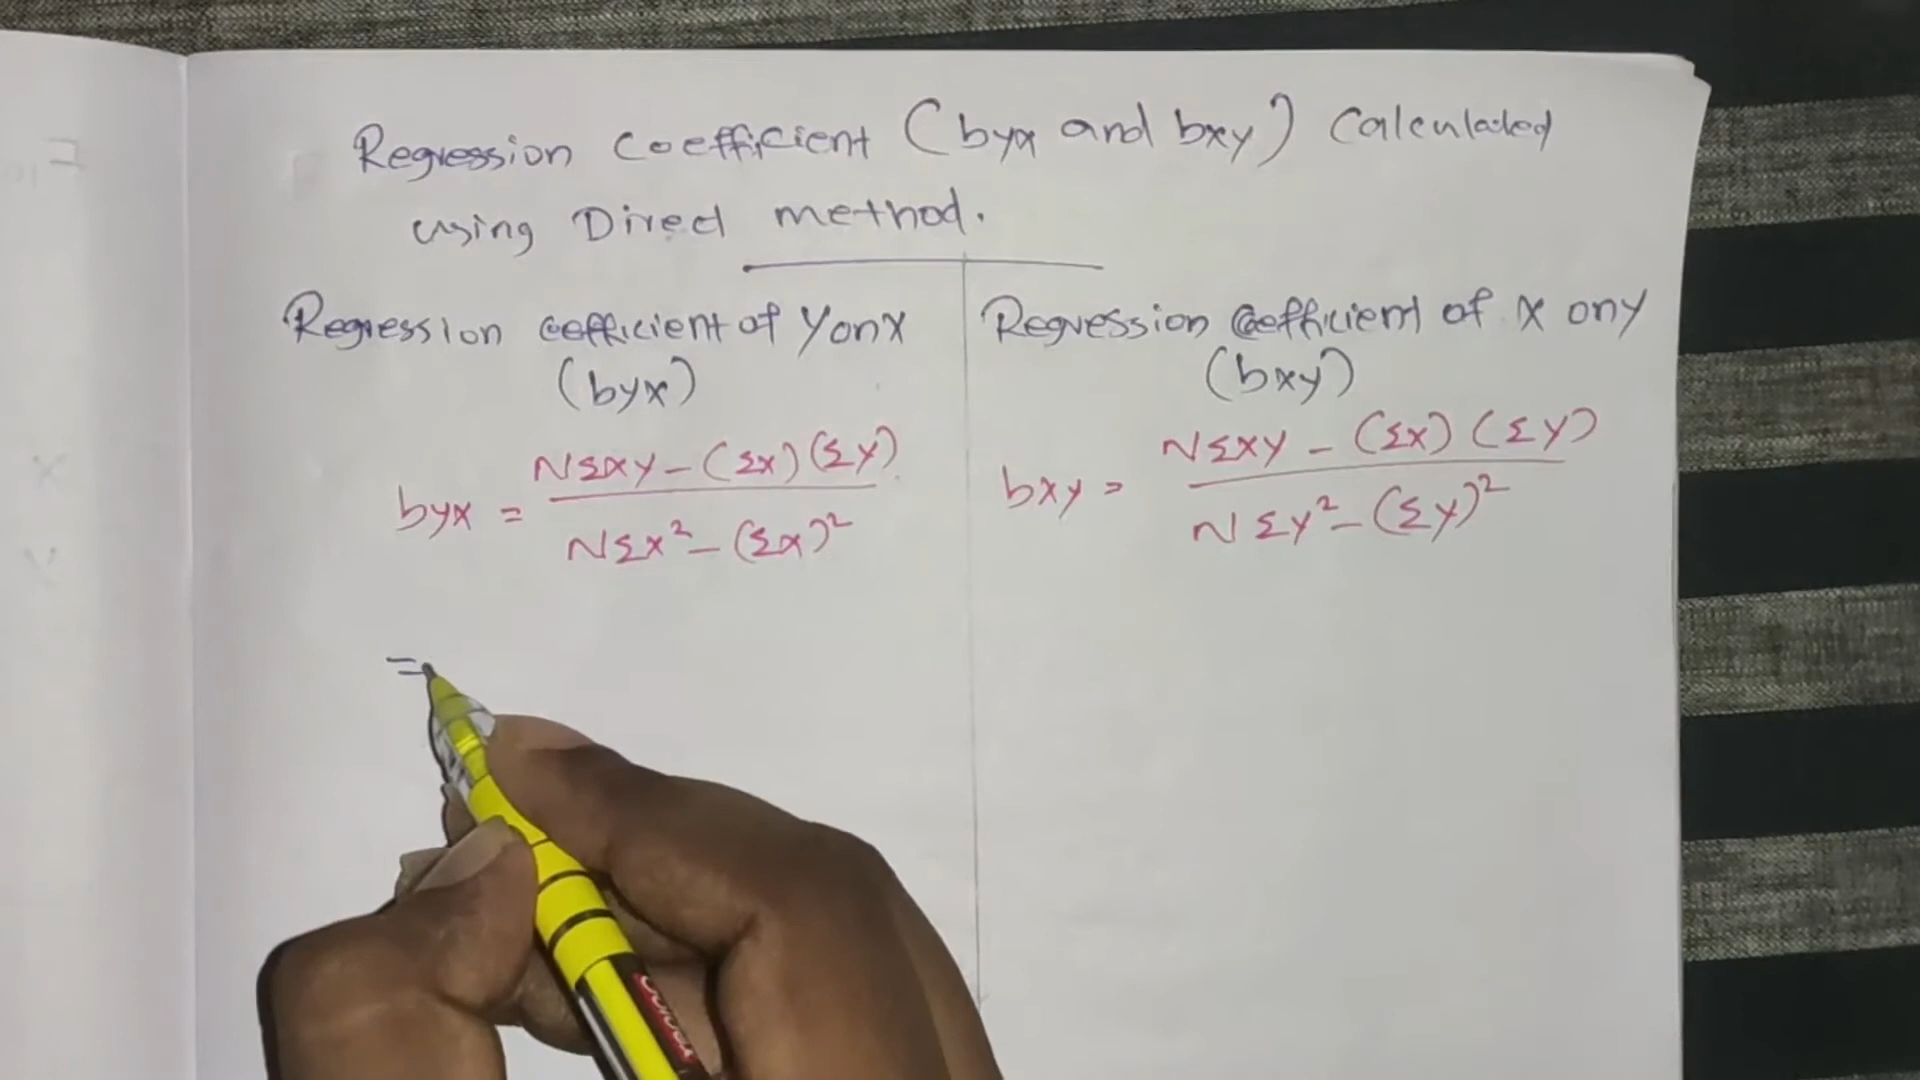 Regression Coefficient (byx and bxy) Calculated
using Direct method.
Regression coefficient of Y on X
(byx)
byx = NΣXY - (Σx) (ΣY)
NΣx² - (Σx)²
Regression Coefficient of X on Y
(bxy)
bxy = NΣXY - (Σx) (ΣY)
NΣY² - (ΣY)²
=